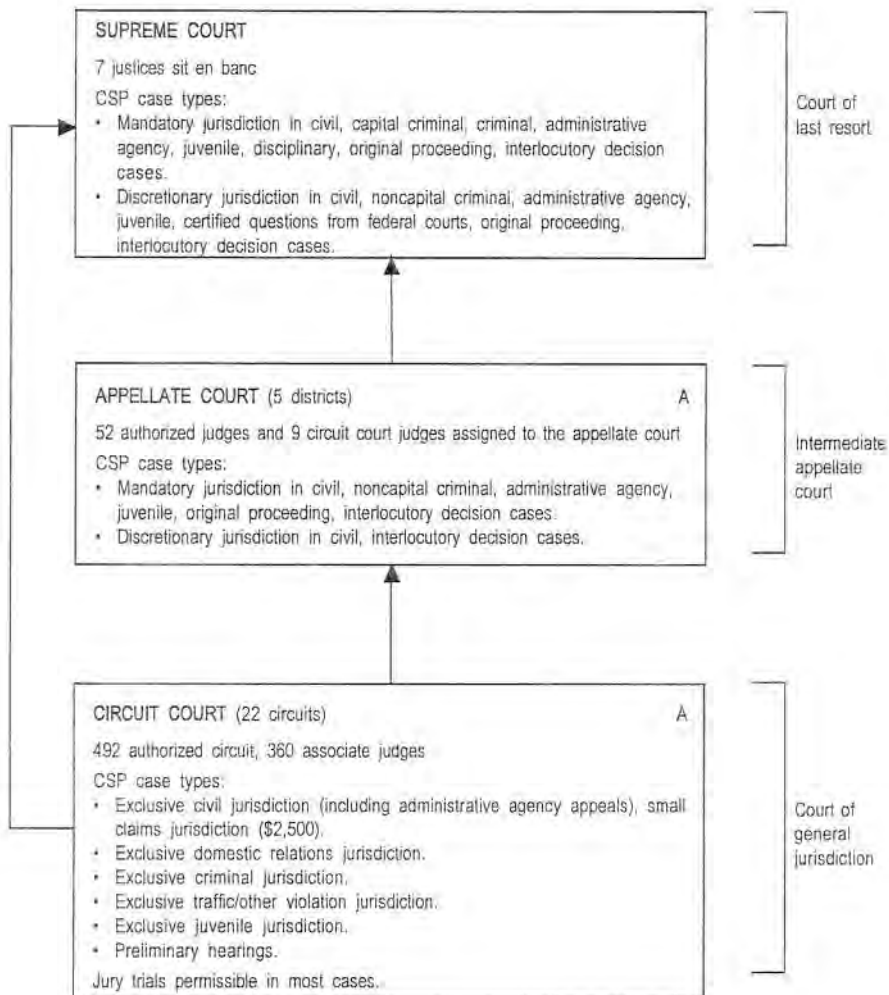 SUPREME COURT
7 justices sit en banc
CSP case types:
• Mandatory jurisdiction in civil, capital criminal, criminal, administrative
agency, juvenile, disciplinary, original proceeding, interlocutory decision
cases.
• Discretionary jurisdiction in civil, noncapital criminal, administrative agency,
juvenile, certified questions from federal courts, original proceeding,
interlocutory decision cases.
Court of
last resort
APPELLATE COURT (5 districts) A
52 authorized judges and 9 circuit court judges assigned to the appellate court
CSP case types:
• Mandatory jurisdiction in civil, noncapital criminal, administrative agency,
juvenile, original proceeding, interlocutory decision cases.
• Discretionary jurisdiction in civil, interlocutory decision cases.
Intermediate
appellate
court
CIRCUIT COURT (22 circuits) A
492 authorized circuit, 360 associate judges
CSP case types:
• Exclusive civil jurisdiction (including administrative agency appeals), small
claims jurisdiction ($2,500).
• Exclusive domestic relations jurisdiction.
• Exclusive criminal jurisdiction.
• Exclusive traffic/other violation jurisdiction.
• Exclusive juvenile jurisdiction.
• Preliminary hearings.
Jury trials permissible in most cases.
Court of
general
jurisdiction